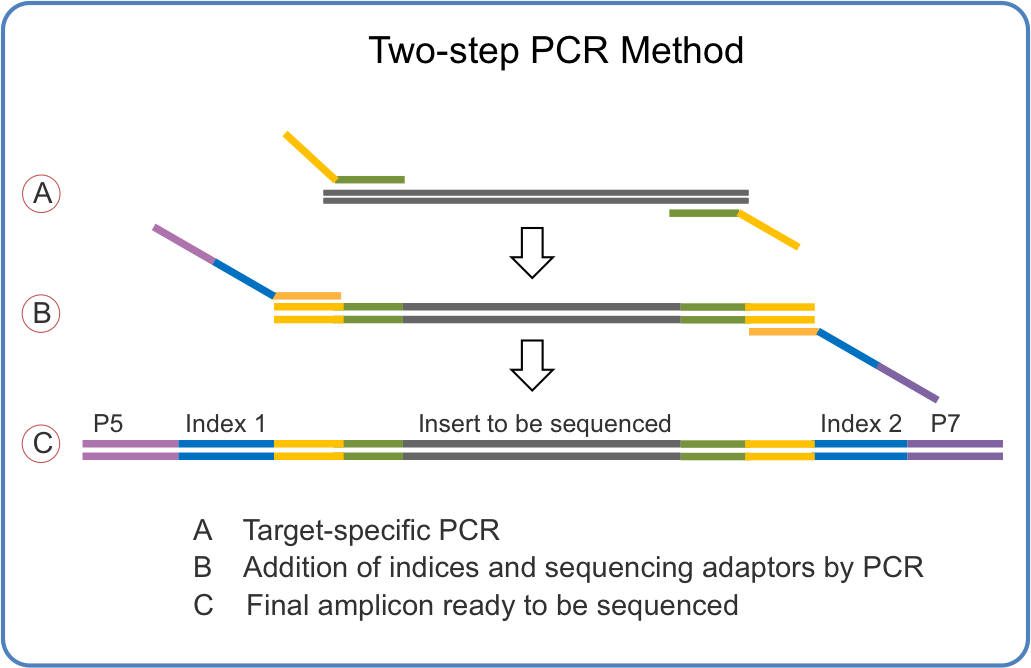 Two-step PCR Method
A
B
P5 Index 1 Insert to be sequenced Index 2 P7
C
A Target-specific PCR
B Addition of indices and sequencing adaptors by PCR
C Final amplicon ready to be sequenced